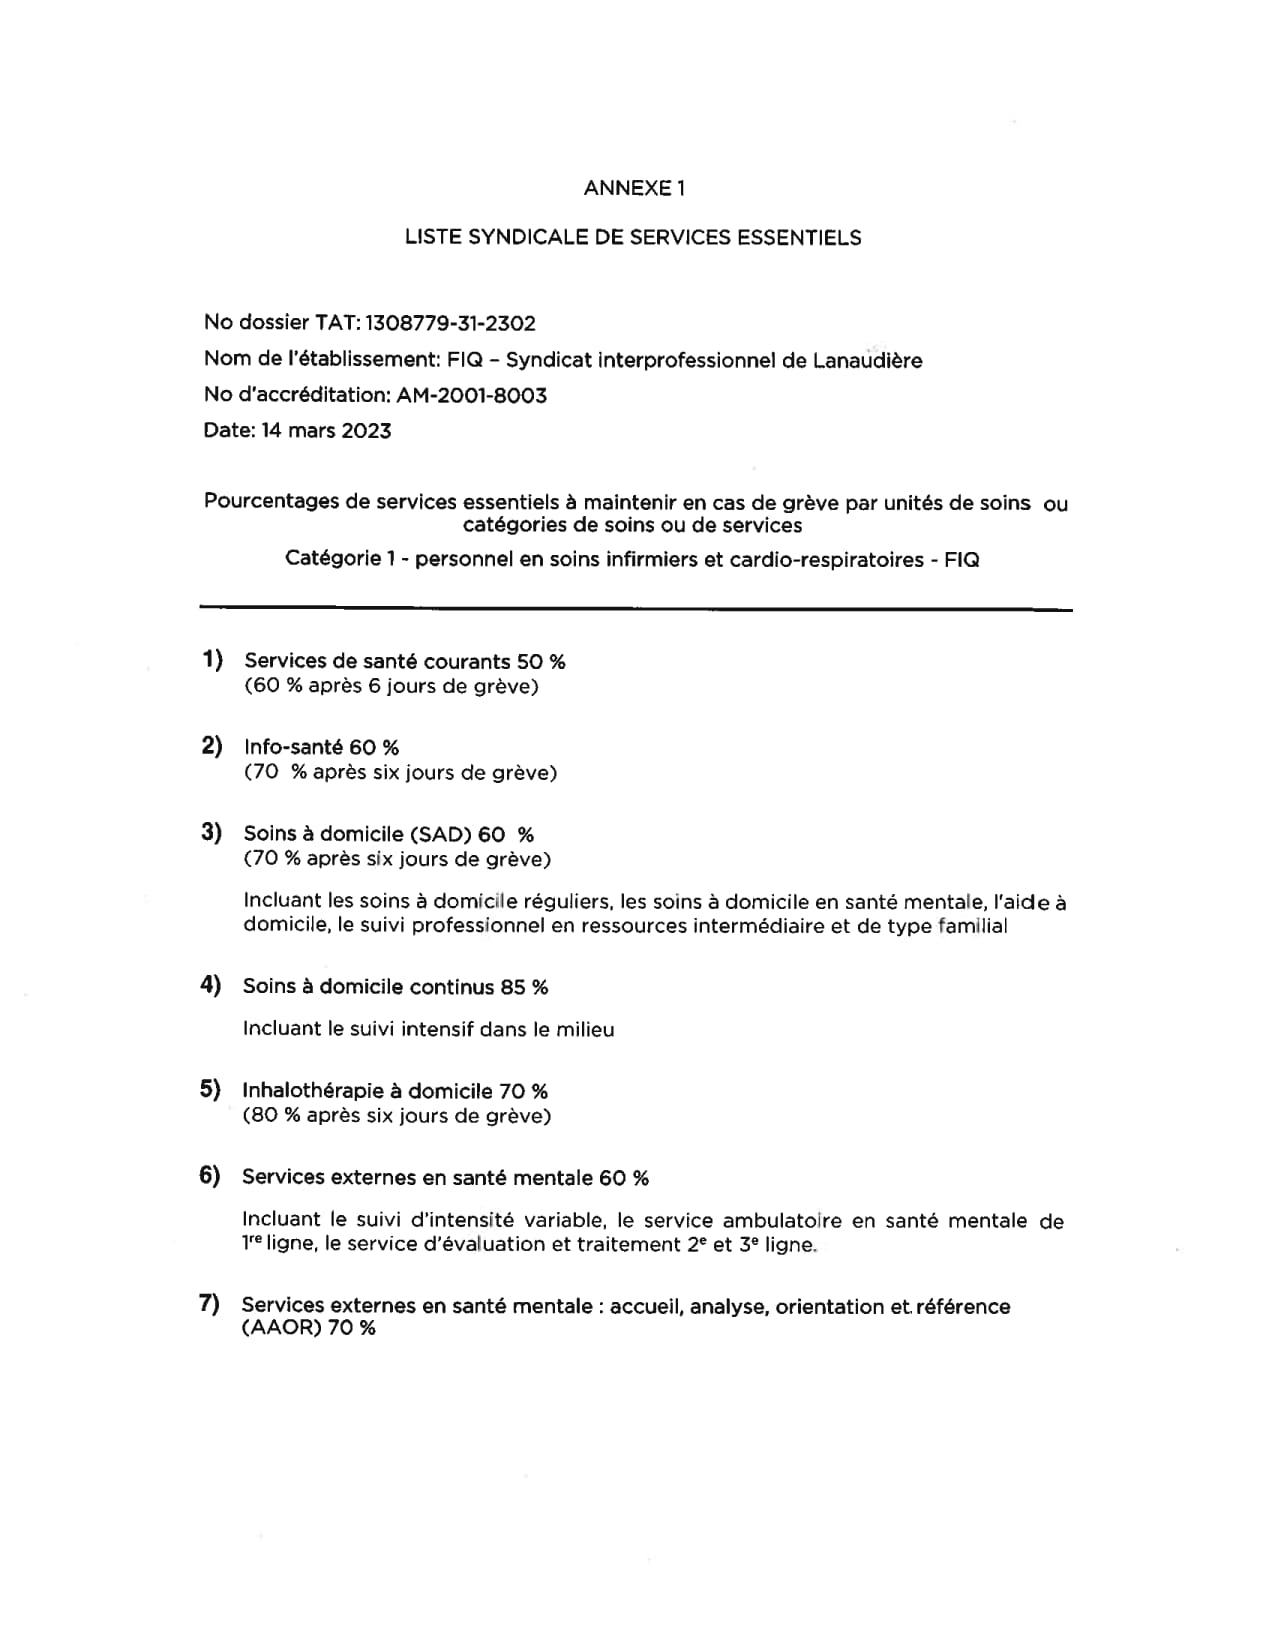 ANNEXE 1
LISTE SYNDICALE DE SERVICES ESSENTIELS
No dossier TAT: 1308779-31-2302
Nom de l'établissement: FIQ – Syndicat interprofessionnel de Lanaudière
No d'accréditation: AM-2001-8003
Date: 14 mars 2023
Pourcentages de services essentiels à maintenir en cas de grève par unités de soins ou
catégories de soins ou de services
Catégorie 1 - personnel en soins infirmiers et cardio-respiratoires - FIQ
1) Services de santé courants 50 %
(60 % après 6 jours de grève)
2) Info-santé 60 %
(70 % après six jours de grève)
3) Soins à domicile (SAD) 60 %
(70 % après six jours de grève)
Incluant les soins à domicile réguliers, les soins à domicile en santé mentale, l'aide à
domicile, le suivi professionnel en ressources intermédiaire et de type familial
4) Soins à domicile continus 85 %
Incluant le suivi intensif dans le milieu
5) Inhalothérapie à domicile 70 %
(80 % après six jours de grève)
6) Services externes en santé mentale 60 %
Incluant le suivi d'intensité variable, le service ambulatoire en santé mentale de
1re ligne, le service d'évaluation et traitement 2e et 3e ligne.
7) Services externes en santé mentale : accueil, analyse, orientation et référence
(AAOR) 70 %